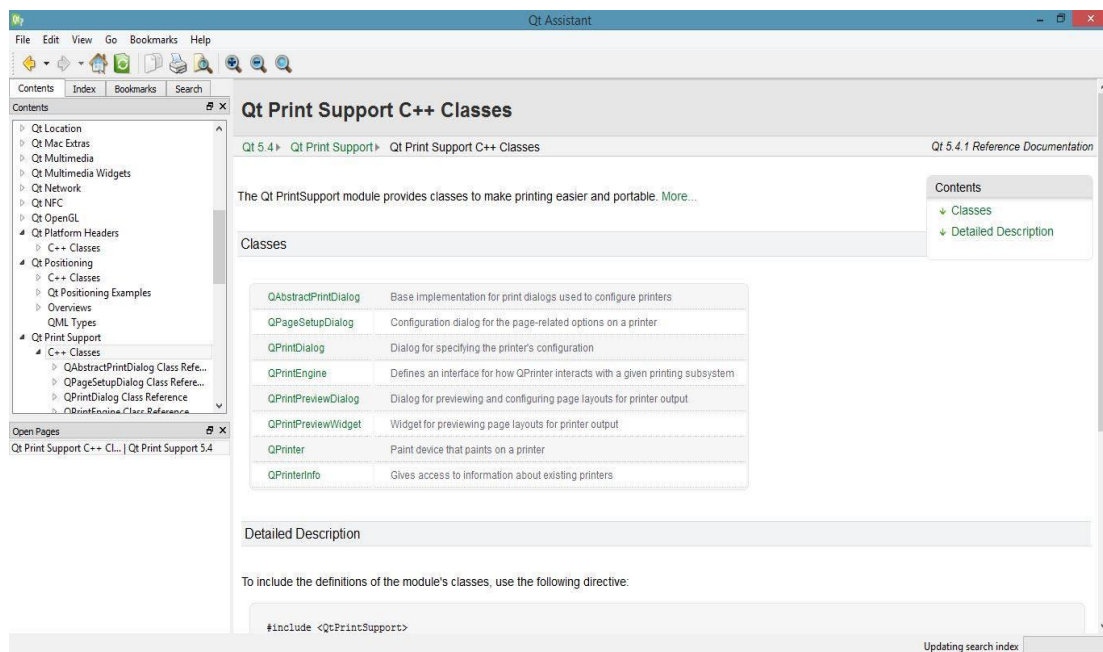 Qt Assistant
File Edit View Go Bookmarks Help
Contents Index Bookmarks Search
Contents
Qt Location
Qt Mac Extras
Qt Multimedia
Qt Multimedia Widgets
Qt Network
Qt NFC
Qt OpenGL
Qt Platform Headers
C++ Classes
Qt Positioning
C++ Classes
Qt Positioning Examples
Overviews
QML Types
Qt Print Support
C++ Classes
QAbstractPrintDialog Class Refe...
QPageSetupDialog Class Refere...
QPrintDialog Class Reference
QPrintEngine Class Reference
Open Pages
Qt Print Support C++ Cl... | Qt Print Support 5.4
Qt Print Support C++ Classes
Qt 5.4 Qt Print Support Qt Print Support C++ Classes Qt 5.4.1 Reference Documentation
The Qt PrintSupport module provides classes to make printing easier and portable. More...
Contents
Classes
Detailed Description
Classes
QAbstractPrintDialog Base implementation for print dialogs used to configure printers
QPageSetupDialog Configuration dialog for the page-related options on a printer
QPrintDialog Dialog for specifying the printer's configuration
QPrintEngine Defines an interface for how QPrinter interacts with a given printing subsystem
QPrintPreviewDialog Dialog for previewing and configuring page layouts for printer output
QPrintPreviewWidget Widget for previewing page layouts for printer output
QPrinter Paint device that paints on a printer
QPrinterInfo Gives access to information about existing printers
Detailed Description
To include the definitions of the module's classes, use the following directive:
#include <QtPrintSupport>
Updating search index